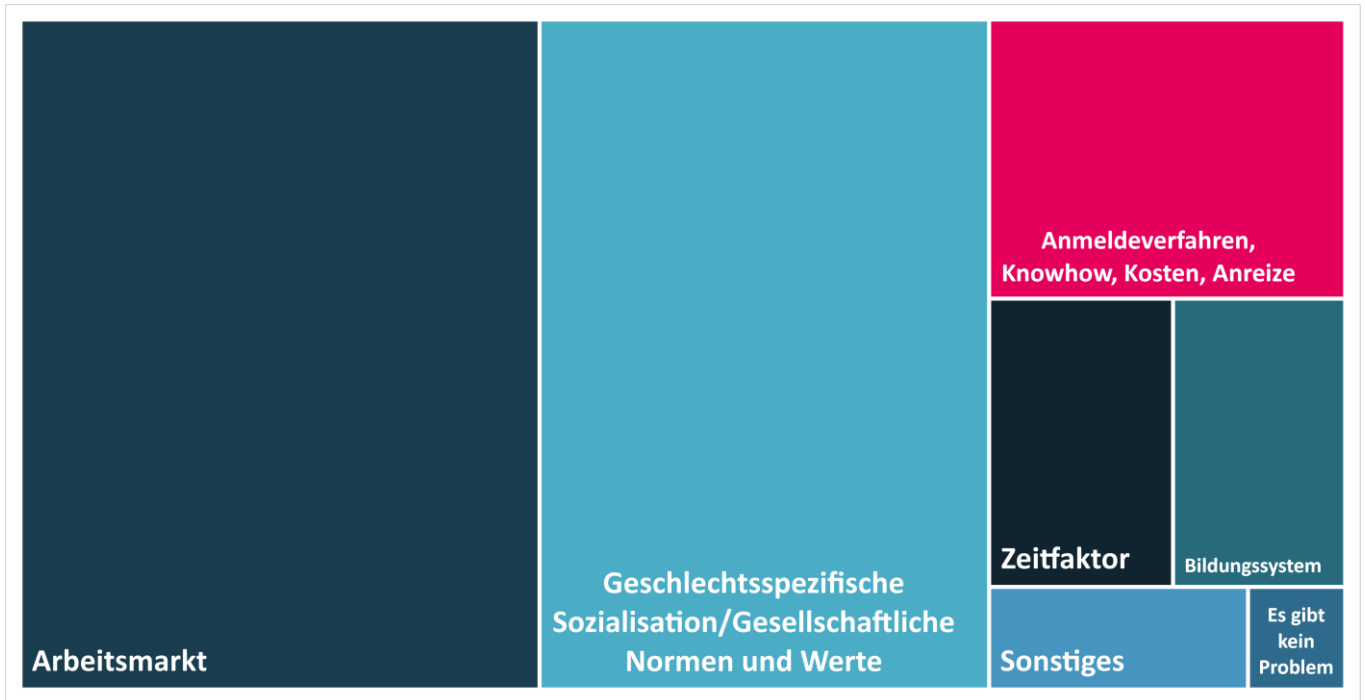 Arbeitsmarkt
Geschlechtsspezifische
Sozialisation/Gesellschaftliche
Normen und Werte
Anmeldeverfahren,
Knowhow, Kosten, Anreize
Zeitfaktor
Bildungssystem
Sonstiges
Es gibt
kein
Problem